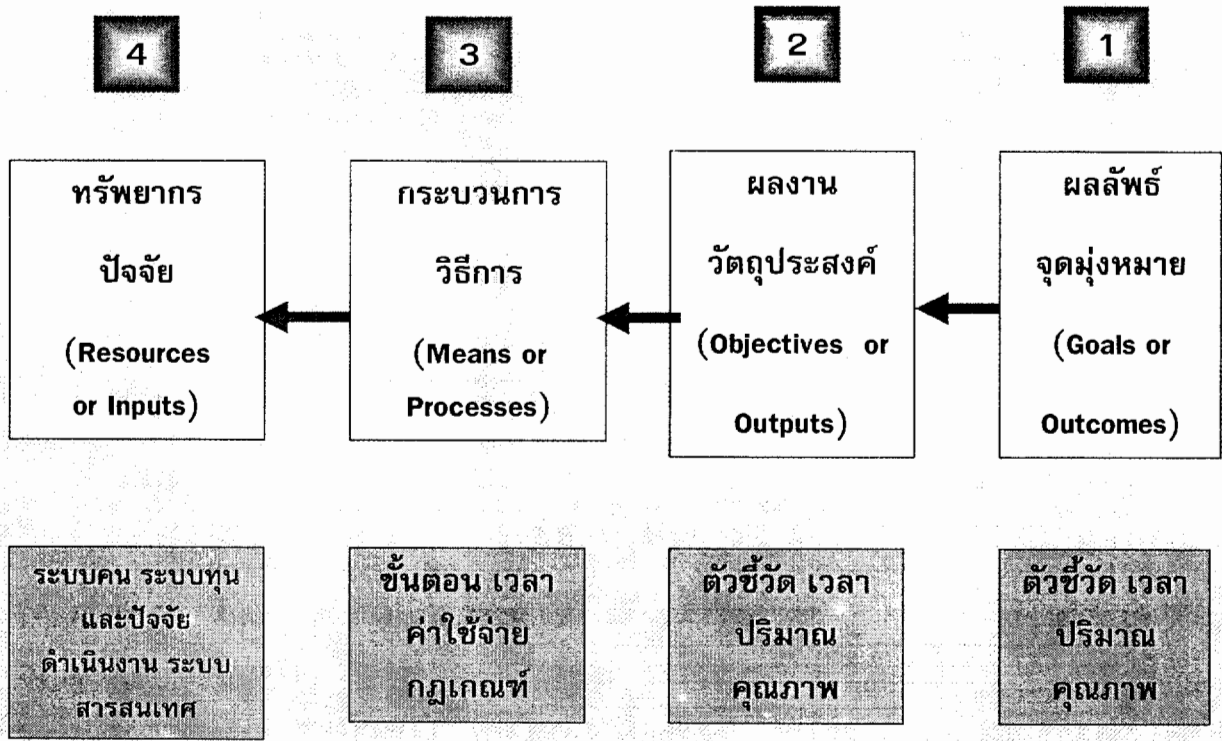 4
3
2
1
ทรัพยากร
ปัจจัย
(Resources
or Inputs)
กระบวนการ
วิธีการ
(Means or
Processes)
ผลงาน
วัตถุประสงค์
(Objectives or
Outputs)
ผลลัพธ์
จุดมุ่งหมาย
(Goals or
Outcomes)
ระบบคน ระบบทุน
และปัจจัย
ดำเนินงาน ระบบ
สารสนเทศ
ขั้นตอน เวลา
ค่าใช้จ่าย
กฎเกณฑ์
ตัวชี้วัด เวลา
ปริมาณ
คุณภาพ
ตัวชี้วัด เวลา
ปริมาณ
คุณภาพ